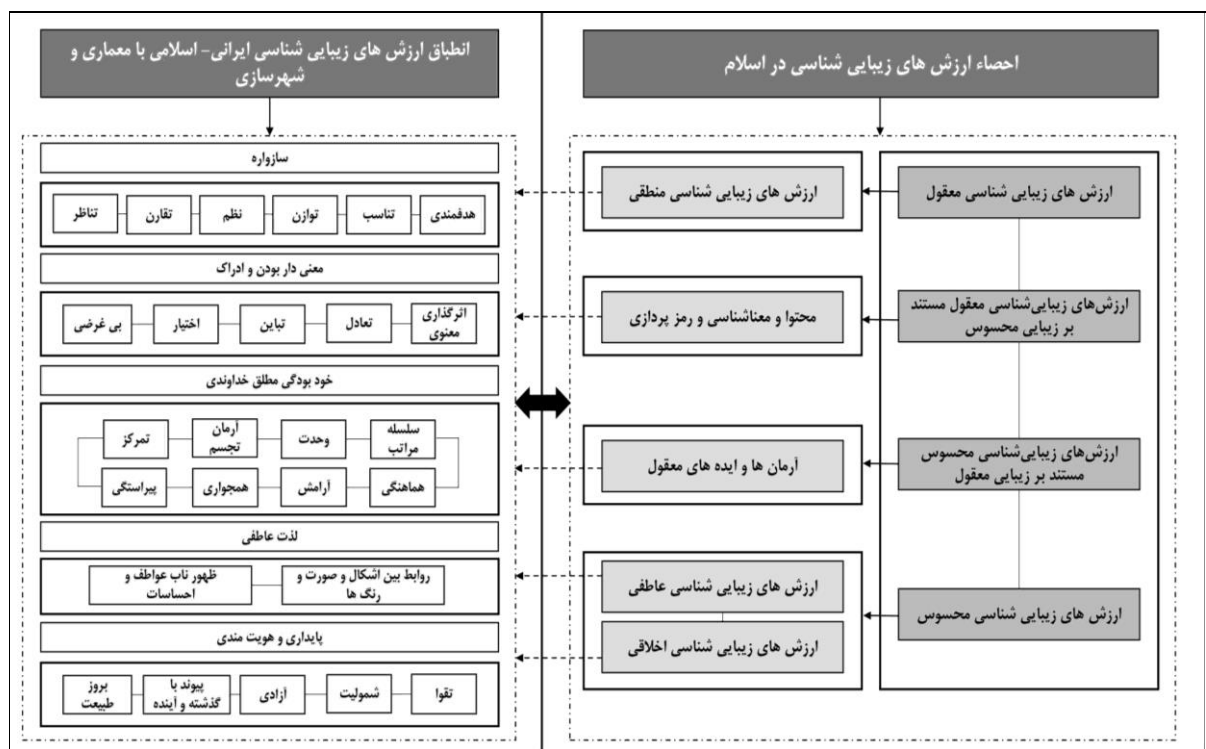 احصاء ارزش های زیبایی شناسی در اسلام
ارزش های زیبایی شناسی معقول
ارزش‌های زیبایی‌شناسی معقول مستند
بر زیبایی محسوس
ارزش‌های زیبایی‌شناسی محسوس
مستند بر زیبایی معقول
ارزش های زیبایی شناسی محسوس
ارزش های زیبایی شناسی منطقی
محتوا و معناشناسی و رمز پردازی
آرمان ها و ایده های معقول
ارزش های زیبایی شناسی عاطفی
ارزش های زیبایی شناسی اخلاقی
انطباق ارزش های زیبایی شناسی ایرانی- اسلامی با معماری و
شهرسازی
سازواره
هدفمندی
تناسب
توازن
نظم
تقارن
تناظر
معنی دار بودن و ادراک
اثرگذاری
معنوی
تعادل
تباین
اختیار
بی غرضی
خود بودگی مطلق خداوندی
سلسله
مراتب
وحدت
آرمان
تجسم
تمرکز
هماهنگی
آرامش
همجواری
پیراستگی
لذت عاطفی
روابط بین اشکال و صورت و
رنگ ها
ظهور ناب عواطف و
احساسات
پایداری و هویت مندی
تقوا
شمولیت
آزادی
پیوند با
گذشته و آینده
بروز
طبیعت